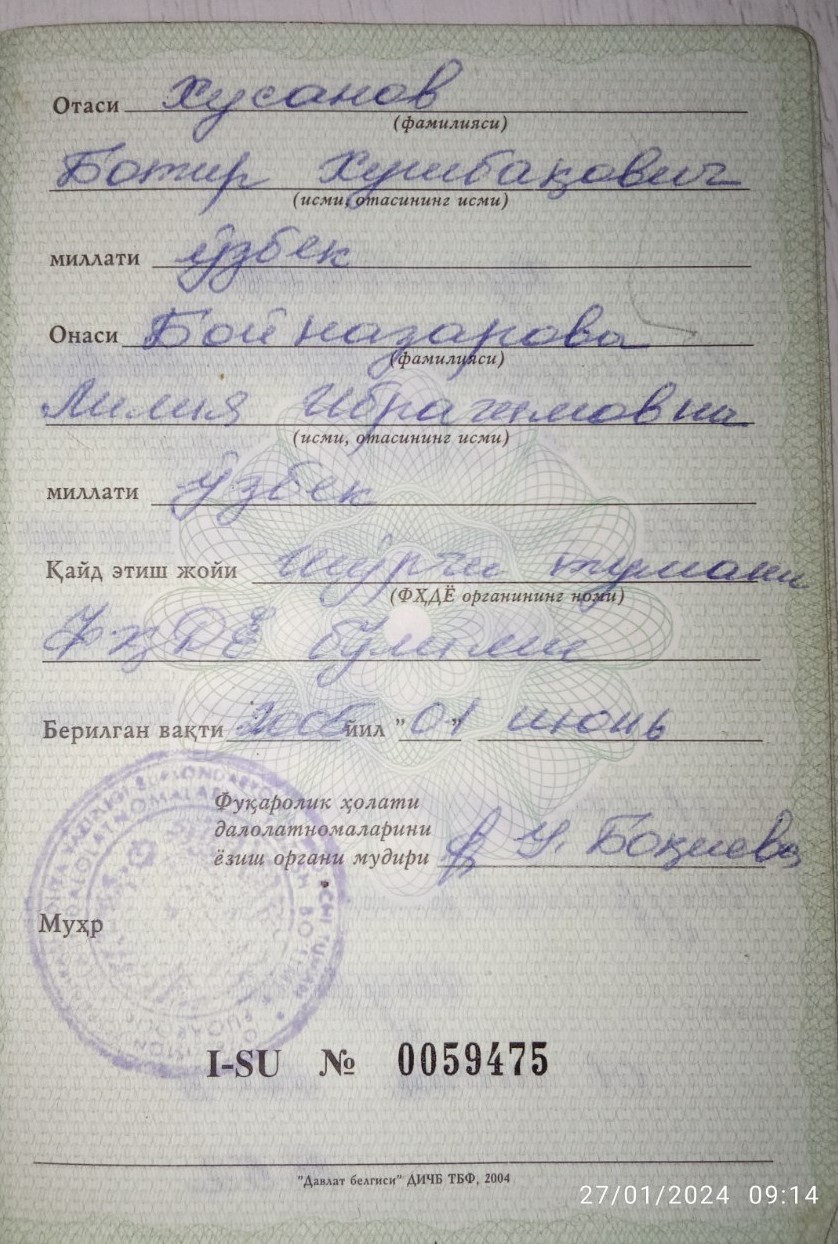 Отаси Хусанов
(фамилияси)
Ботир Хушбақович
(исми, отасининг исми)
миллати ўзбек
Онаси Бойназарова
(фамилияси)
Лилия Ибрагимовна
(исми, отасининг исми)
миллати ўзбек
Қайд этиш жойи Шўрчи тумани
(ФҲДЁ органининг номи)
ФҲДЁ бўлими
Берилган вақти йил "01" июнь
Фуқаролик ҳолати
далолатномаларини
ёзиш органи мудири У. Боқиева
Муҳр
I-SU № 0059475
"Давлат белгиси" ДИЧБ ТБФ, 2004
27/01/2024 09:14